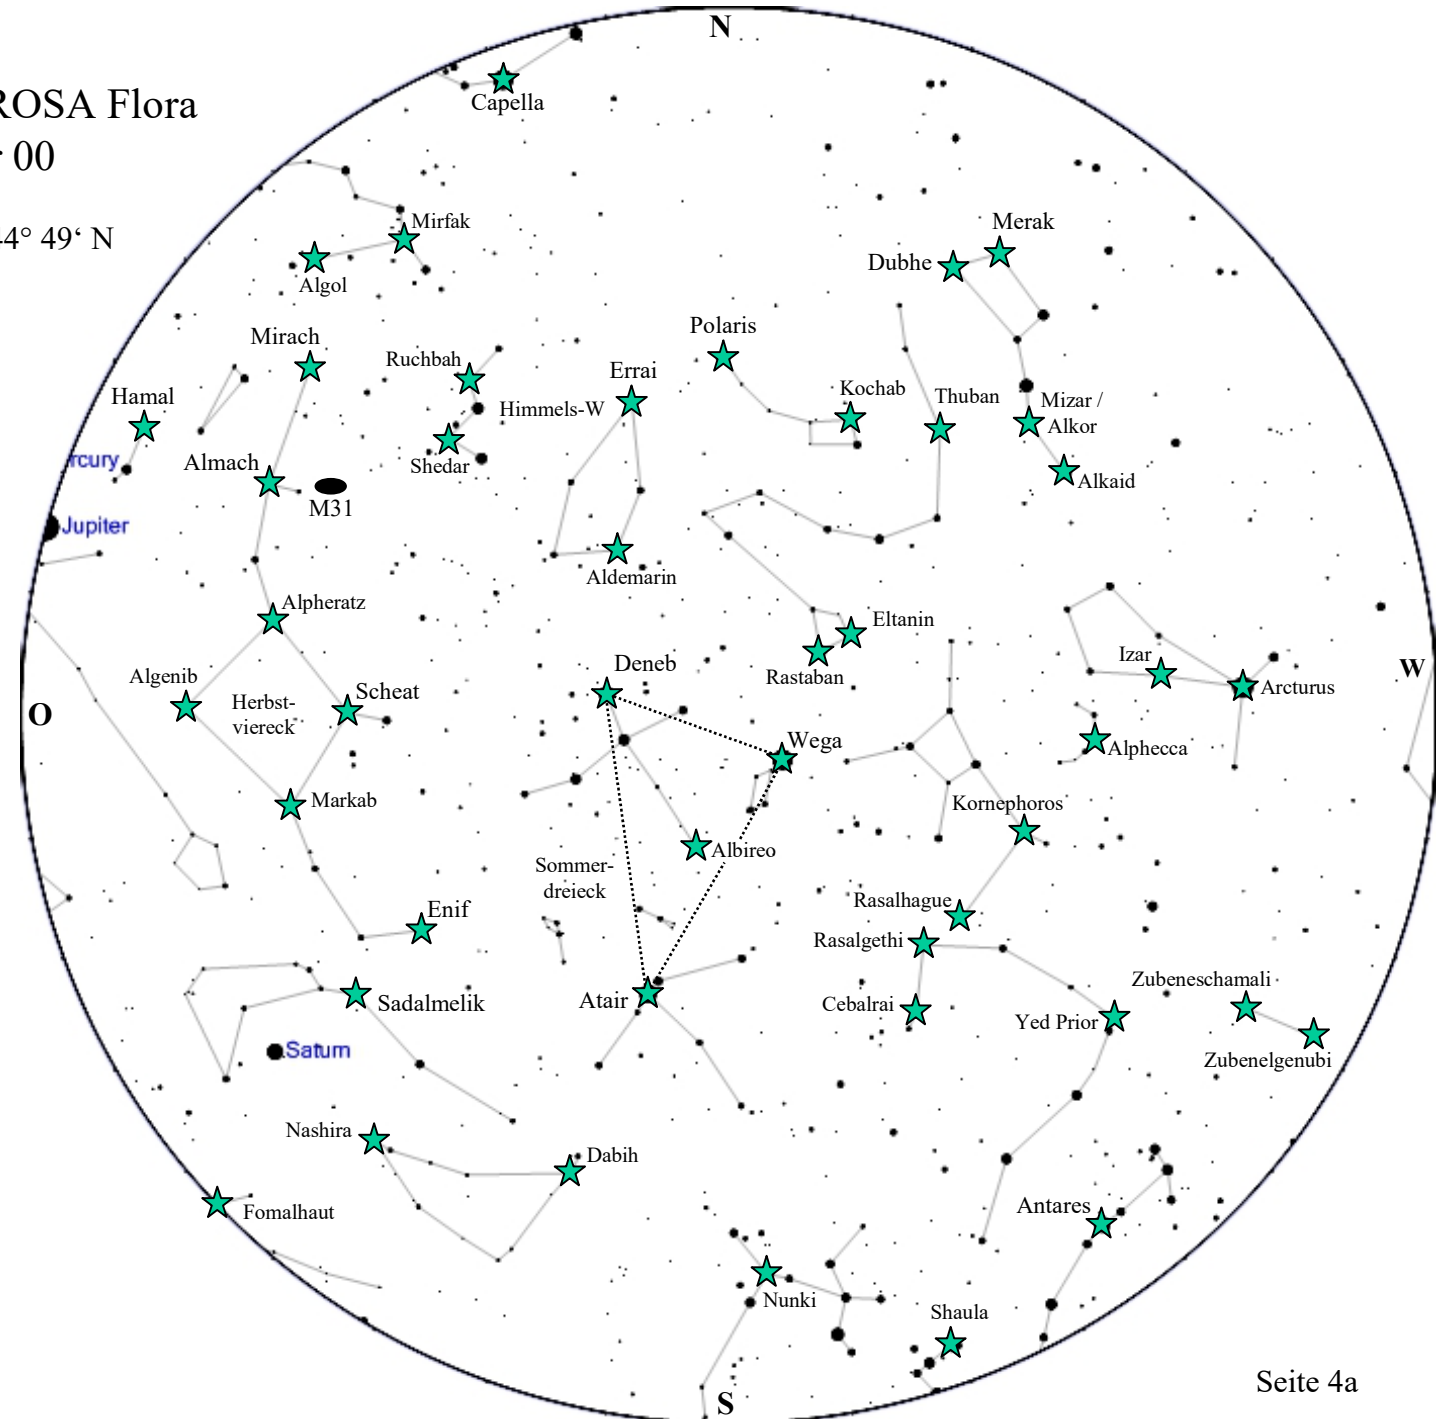 N
ROSA Flora
00
44° 49‘ N
Capella
Mirfak
Algol
Merak
Dubhe
Mirach
Ruchbah
Errai
Polaris
Hamal
Himmels-W
Kochab
Thuban
Mizar /
Alkor
rcury
Almach
Shedar
Alkaid
M31
Jupiter
Aldemarin
Alpheratz
Eltanin
Algenib
Scheat
Deneb
Rastaban
Izar
W
Arcturus
O
Herbst-
viereck
Wega
Alphecca
Markab
Kornephoros
Albireo
Sommer-
dreieck
Enif
Rasalhague
Rasalgethi
Sadalmelik
Atair
Cebalrai
Yed Prior
Zubeneschamali
Zubenelgenubi
Saturn
Nashira
Dabih
Fomalhaut
Antares
Nunki
Shaula
S
Seite 4a